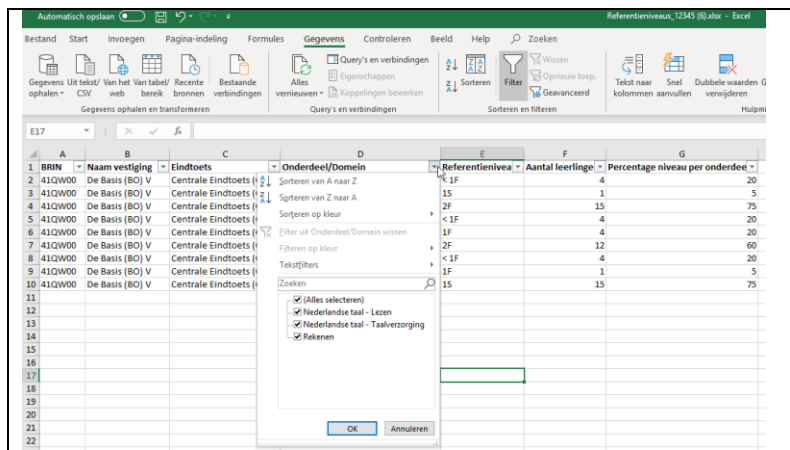 Automatisch opslaan
Referentieniveaus_12345 (6).xlsx - Excel
Bestand Start Invoegen Pagina-indeling Formules Gegevens Controleren Beeld Help Zoeken
Gegevens ophalen
Uit tekst/ CSV
Van het web
Van tabel/ bereik
Recente bronnen
Bestaande verbindingen
Alles vernieuwen
Query's en verbindingen
Eigenschappen
Koppelingen bewerken
Sorteren
Filter
Wissen
Opnieuw toep.
Geavanceerd
Tekst naar kolommen
Snel aanvullen
Dubbele waarden verwijderen
G
Gegevens ophalen en transformeren Query's en verbindingen Sorteren en filteren Hulpmi
E17 fx
A B C D E F G
1 BRIN Naam vestiging Eindtoets Onderdeel/Domein Referentienivea Aantal leerlinge Percentage niveau per onderdee
2 41QW00 De Basis (BO) V Centrale Eindtoets ( < 1F 4 20
3 41QW00 De Basis (BO) V Centrale Eindtoets ( 1S 1 5
4 41QW00 De Basis (BO) V Centrale Eindtoets ( 2F 15 75
5 41QW00 De Basis (BO) V Centrale Eindtoets ( < 1F 4 20
6 41QW00 De Basis (BO) V Centrale Eindtoets ( 1F 4 20
7 41QW00 De Basis (BO) V Centrale Eindtoets ( 2F 12 60
8 41QW00 De Basis (BO) V Centrale Eindtoets ( < 1F 4 20
9 41QW00 De Basis (BO) V Centrale Eindtoets ( 1F 1 5
10 41QW00 De Basis (BO) V Centrale Eindtoets ( 1S 15 75
11
12
13
14
15
16
17
18
19
20
21
22
Sorteren van A naar Z
Sorteren van Z naar A
Sorteren op kleur
Filter uit Onderdeel/Domein wissen
Filteren op kleur
Tekstfilters
Zoeken
(Alles selecteren)
Nederlandse taal - Lezen
Nederlandse taal - Taalverzorging
Rekenen
OK Annuleren